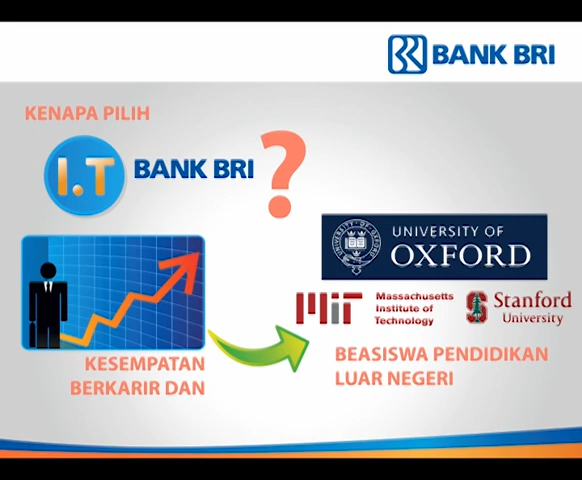 BANK BRI
KENAPA PILIH
I.T BANK BRI ?
UNIVERSITY OF
OXFORD
MIT Massachusetts
Institute of
Technology
Stanford
University
KESEMPATAN
BERKARIR DAN
BEASISWA PENDIDIKAN
LUAR NEGERI